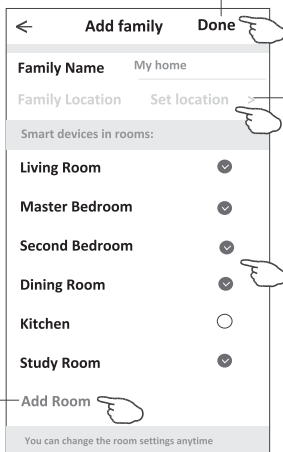 Add family Done
Family Name My home
Family Location Set location >
Smart devices in rooms:
Living Room
Master Bedroom
Second Bedroom
Dining Room
Kitchen
Study Room
Add Room
You can change the room settings anytime